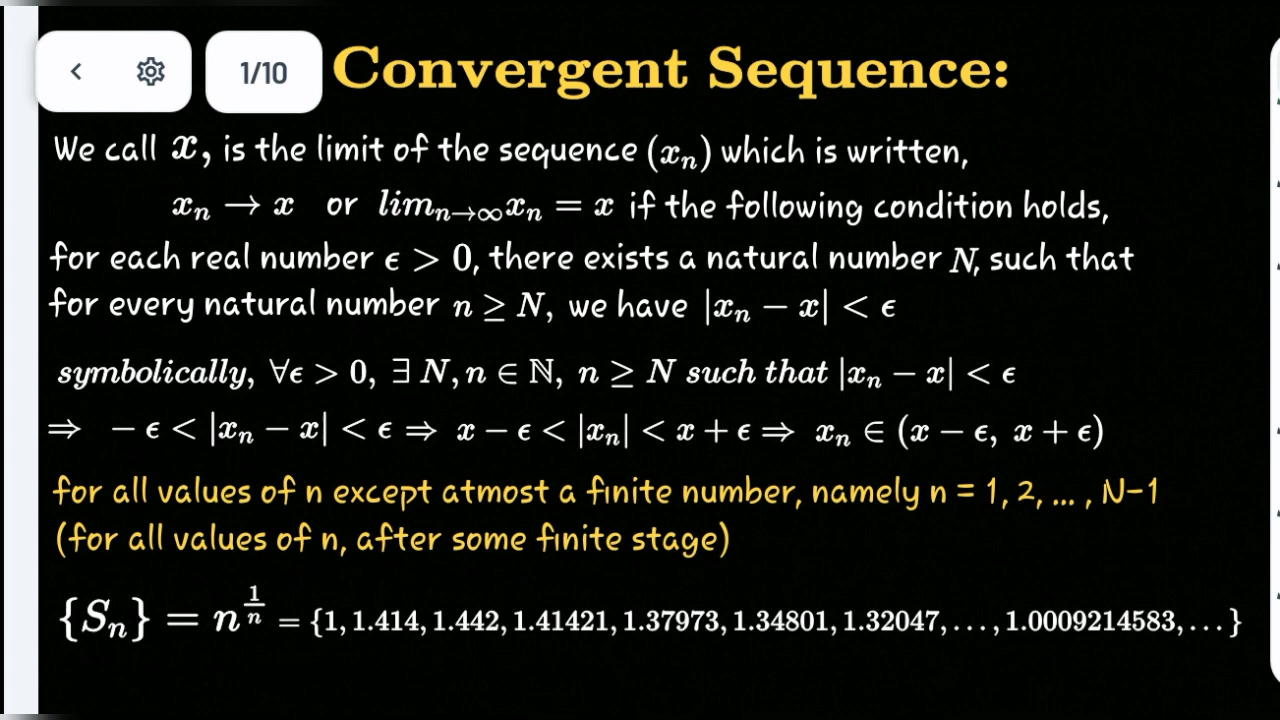 1/10
Convergent Sequence:
We call x, is the limit of the sequence (xₙ) which is written,
xₙ → x or limₙ→∞xₙ = x if the following condition holds,
for each real number ϵ > 0, there exists a natural number N, such that
for every natural number n ≥ N, we have |xₙ − x| < ϵ
symbolically, ∀ϵ > 0, ∃ N, n ∈ ℕ, n ≥ N such that |xₙ − x| < ϵ
⇒ − ϵ < |xₙ − x| < ϵ ⇒ x − ϵ < |xₙ| < x + ϵ ⇒ xₙ ∈ (x − ϵ, x + ϵ)
for all values of n except atmost a finite number, namely n = 1, 2, ... , N-1
(for all values of n, after some finite stage)
{Sₙ} = n^(1/n) = {1, 1.414, 1.442, 1.41421, 1.37973, 1.34801, 1.32047, ..., 1.0009214583, ...}